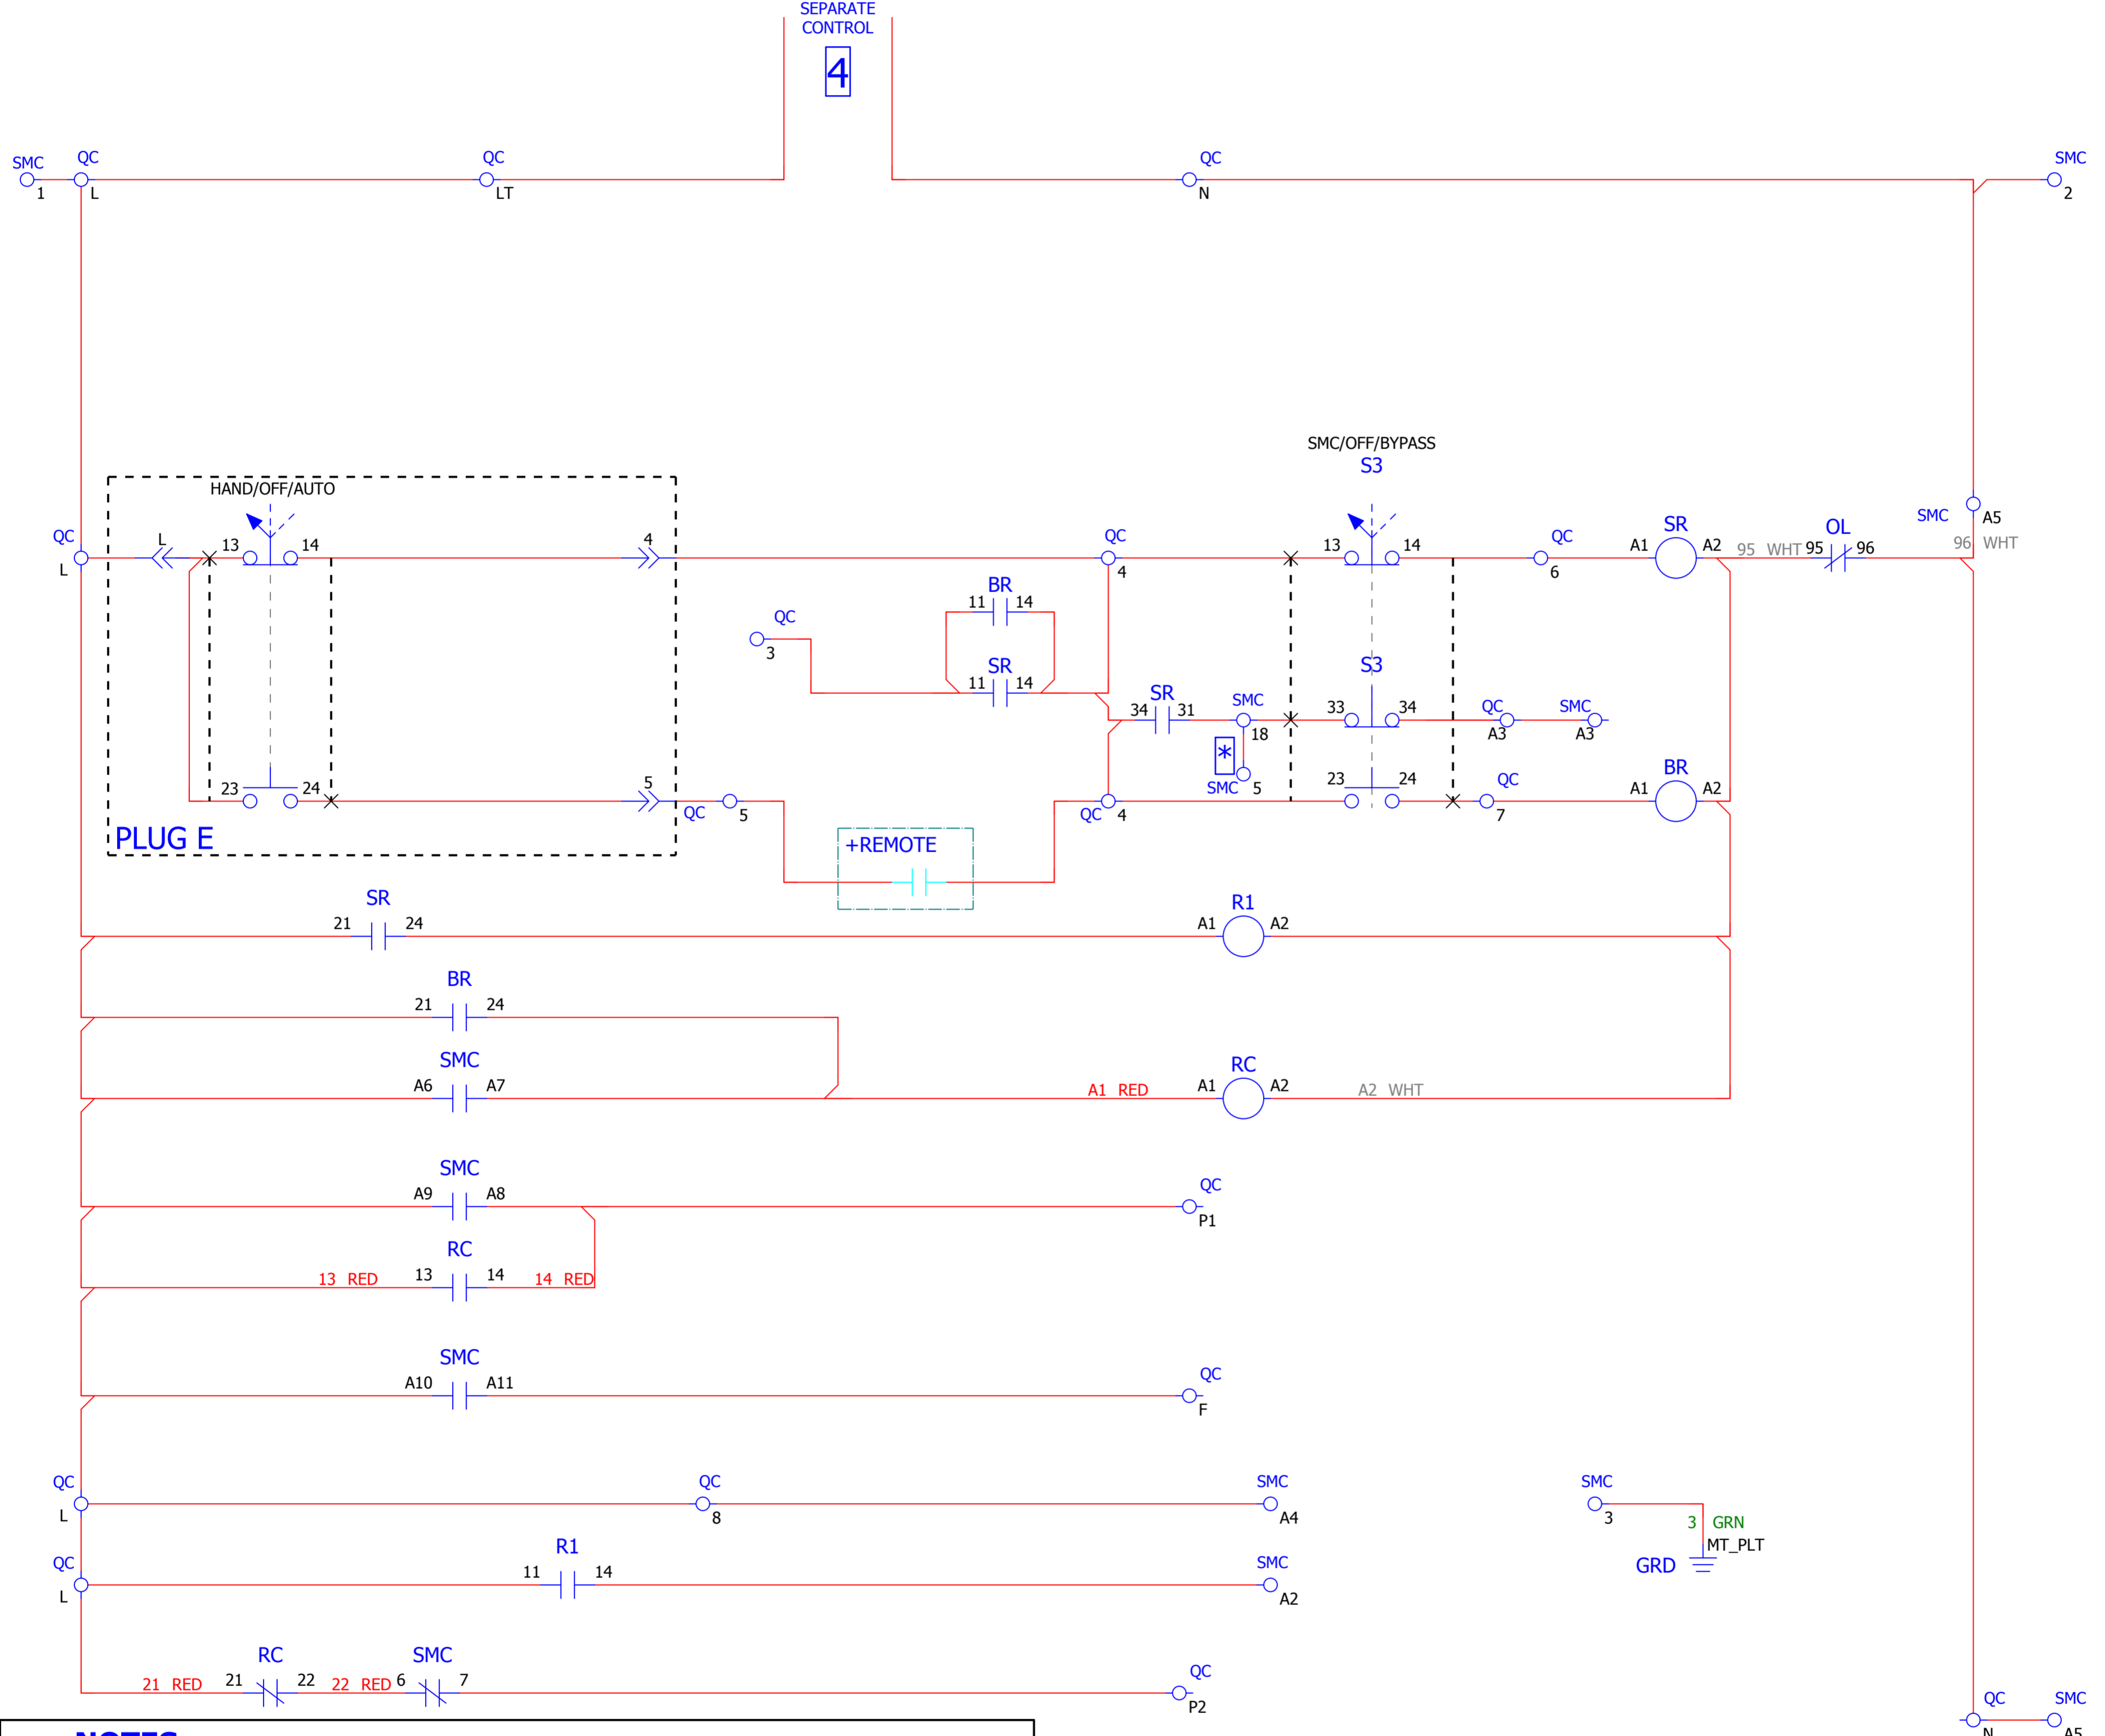 SEPARATE
CONTROL
4
SMC QC QC QC SMC
1 L LT N 2
SMC/OFF/BYPASS
S3
HAND/OFF/AUTO
QC L 13 14 4 QC 13 14 QC SR OL SMC A5
L 4 6 A1 A2 95 WHT 95 96 96 WHT
BR
11 14
QC
3
SR
11 14
S3
SR
34 31 SMC 33 34 QC SMC
18 A3 A3
*
SMC 5
23 24 5 QC 5 QC 4 23 24 QC 7 A1 BR A2
PLUG E
+REMOTE
SR R1
21 24 A1 A2
BR
21 24
SMC RC
A6 A7 A1 RED A1 A2 A2 WHT
SMC QC
A9 A8 P1
RC
13 RED 13 14 14 RED
SMC QC
A10 A11 F
QC QC SMC SMC
L 8 A4 3
3 GRN
MT_PLT
GRD
QC R1 SMC
L 11 14 A2
RC SMC QC
21 RED 21 22 22 RED 6 7 P2
QC SMC
N A5
NOTES